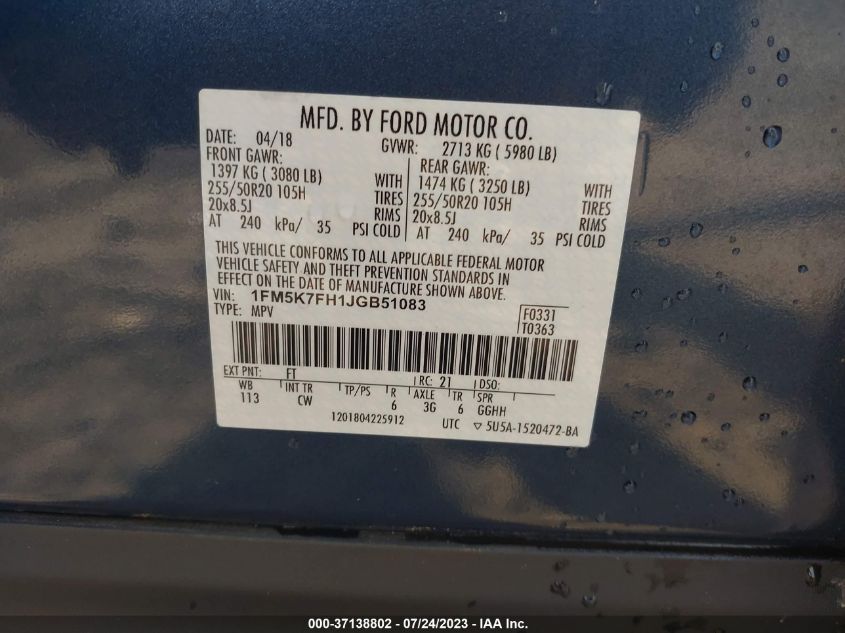 MFD. BY FORD MOTOR CO.
DATE: 04/18 GVWR: 2713 KG ( 5980 LB)
FRONT GAWR: REAR GAWR:
1397 KG ( 3080 LB) WITH 1474 KG ( 3250 LB) WITH
255/50R20 105H TIRES 255/50R20 105H TIRES
20x8.5J RIMS 20x8.5J RIMS
AT 240 kPa/ 35 PSI COLD AT 240 kPa/ 35 PSI COLD
THIS VEHICLE CONFORMS TO ALL APPLICABLE FEDERAL MOTOR
VEHICLE SAFETY AND THEFT PREVENTION STANDARDS IN
EFFECT ON THE DATE OF MANUFACTURE SHOWN ABOVE.
VIN: 1FM5K7FH1JGB51083
TYPE: MPV
F0331
T0363
EXT PNT: FT RC: 21 DSO:
WB INT TR TP/PS R AXLE TR SPR
113 CW 6 3G 6 GGHH
1201804225912 UTC ▽ 5U5A-1520472-BA
000-37138802 - 07/24/2023 - IAA Inc.